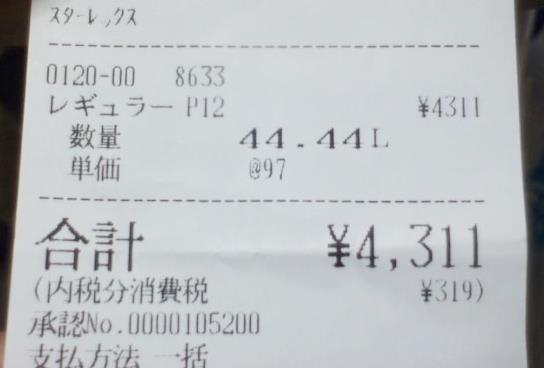 スターレックス
0120-00 8633
レギュラー P12 ¥4311
数量 44.44L
単価 @97
合計 ¥4,311
(内税分消費税 ¥319)
承認No.0000105200
支払方法 一括